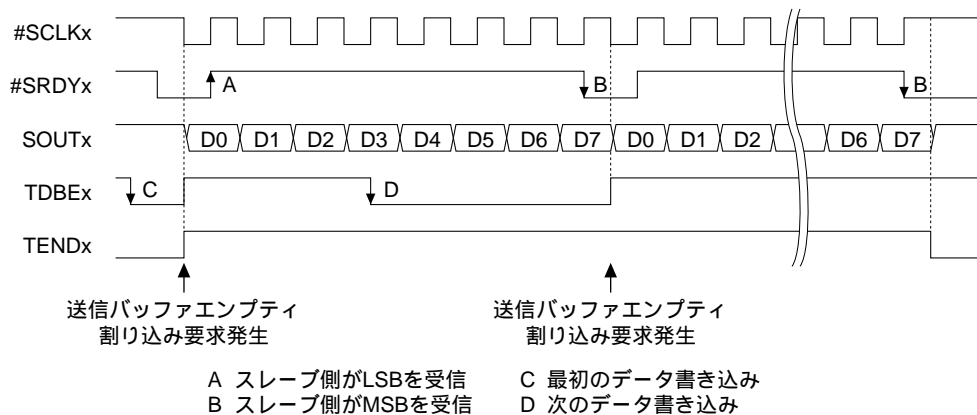 #SCLKx
#SRDYx A B B
SOUTx D0 D1 D2 D3 D4 D5 D6 D7 D0 D1 D2 D6 D7
TDBEx C D
TENDx
送信バッファエンプティ 送信バッファエンプティ
割り込み要求発生 割り込み要求発生
A スレーブ側がLSBを受信 C 最初のデータ書き込み
B スレーブ側がMSBを受信 D 次のデータ書き込み